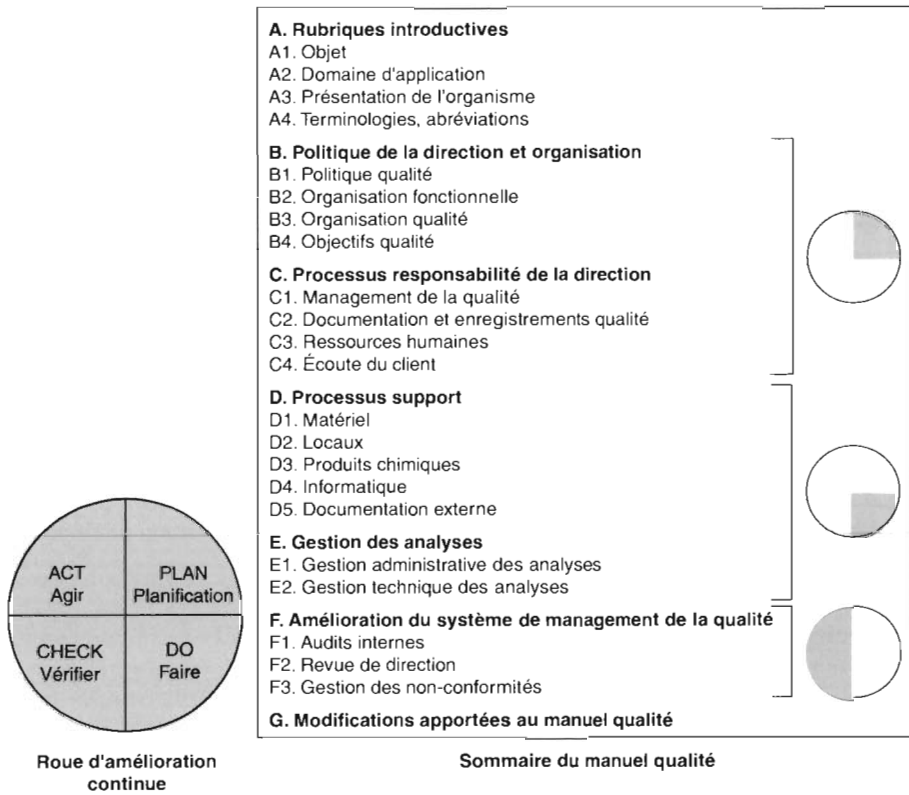 A. Rubriques introductives
A1. Objet
A2. Domaine d'application
A3. Présentation de l'organisme
A4. Terminologies, abréviations
B. Politique de la direction et organisation
B1. Politique qualité
B2. Organisation fonctionnelle
B3. Organisation qualité
B4. Objectifs qualité
C. Processus responsabilité de la direction
C1. Management de la qualité
C2. Documentation et enregistrements qualité
C3. Ressources humaines
C4. Écoute du client
D. Processus support
D1. Matériel
D2. Locaux
D3. Produits chimiques
D4. Informatique
D5. Documentation externe
E. Gestion des analyses
E1. Gestion administrative des analyses
E2. Gestion technique des analyses
F. Amélioration du système de management de la qualité
F1. Audits internes
F2. Revue de direction
F3. Gestion des non-conformités
G. Modifications apportées au manuel qualité
Sommaire du manuel qualité
ACT
Agir
PLAN
Planification
CHECK
Vérifier
DO
Faire
Roue d'amélioration
continue